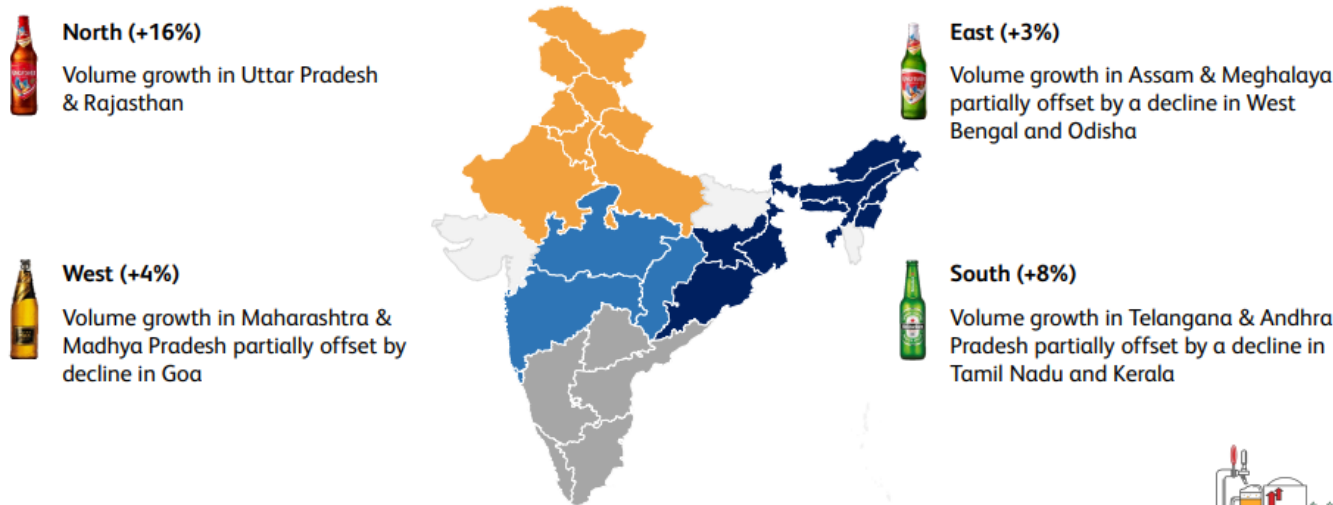 North (+16%)
Volume growth in Uttar Pradesh
& Rajasthan
East (+3%)
Volume growth in Assam & Meghalaya
partially offset by a decline in West
Bengal and Odisha
West (+4%)
Volume growth in Maharashtra &
Madhya Pradesh partially offset by
decline in Goa
South (+8%)
Volume growth in Telangana & Andhra
Pradesh partially offset by a decline in
Tamil Nadu and Kerala